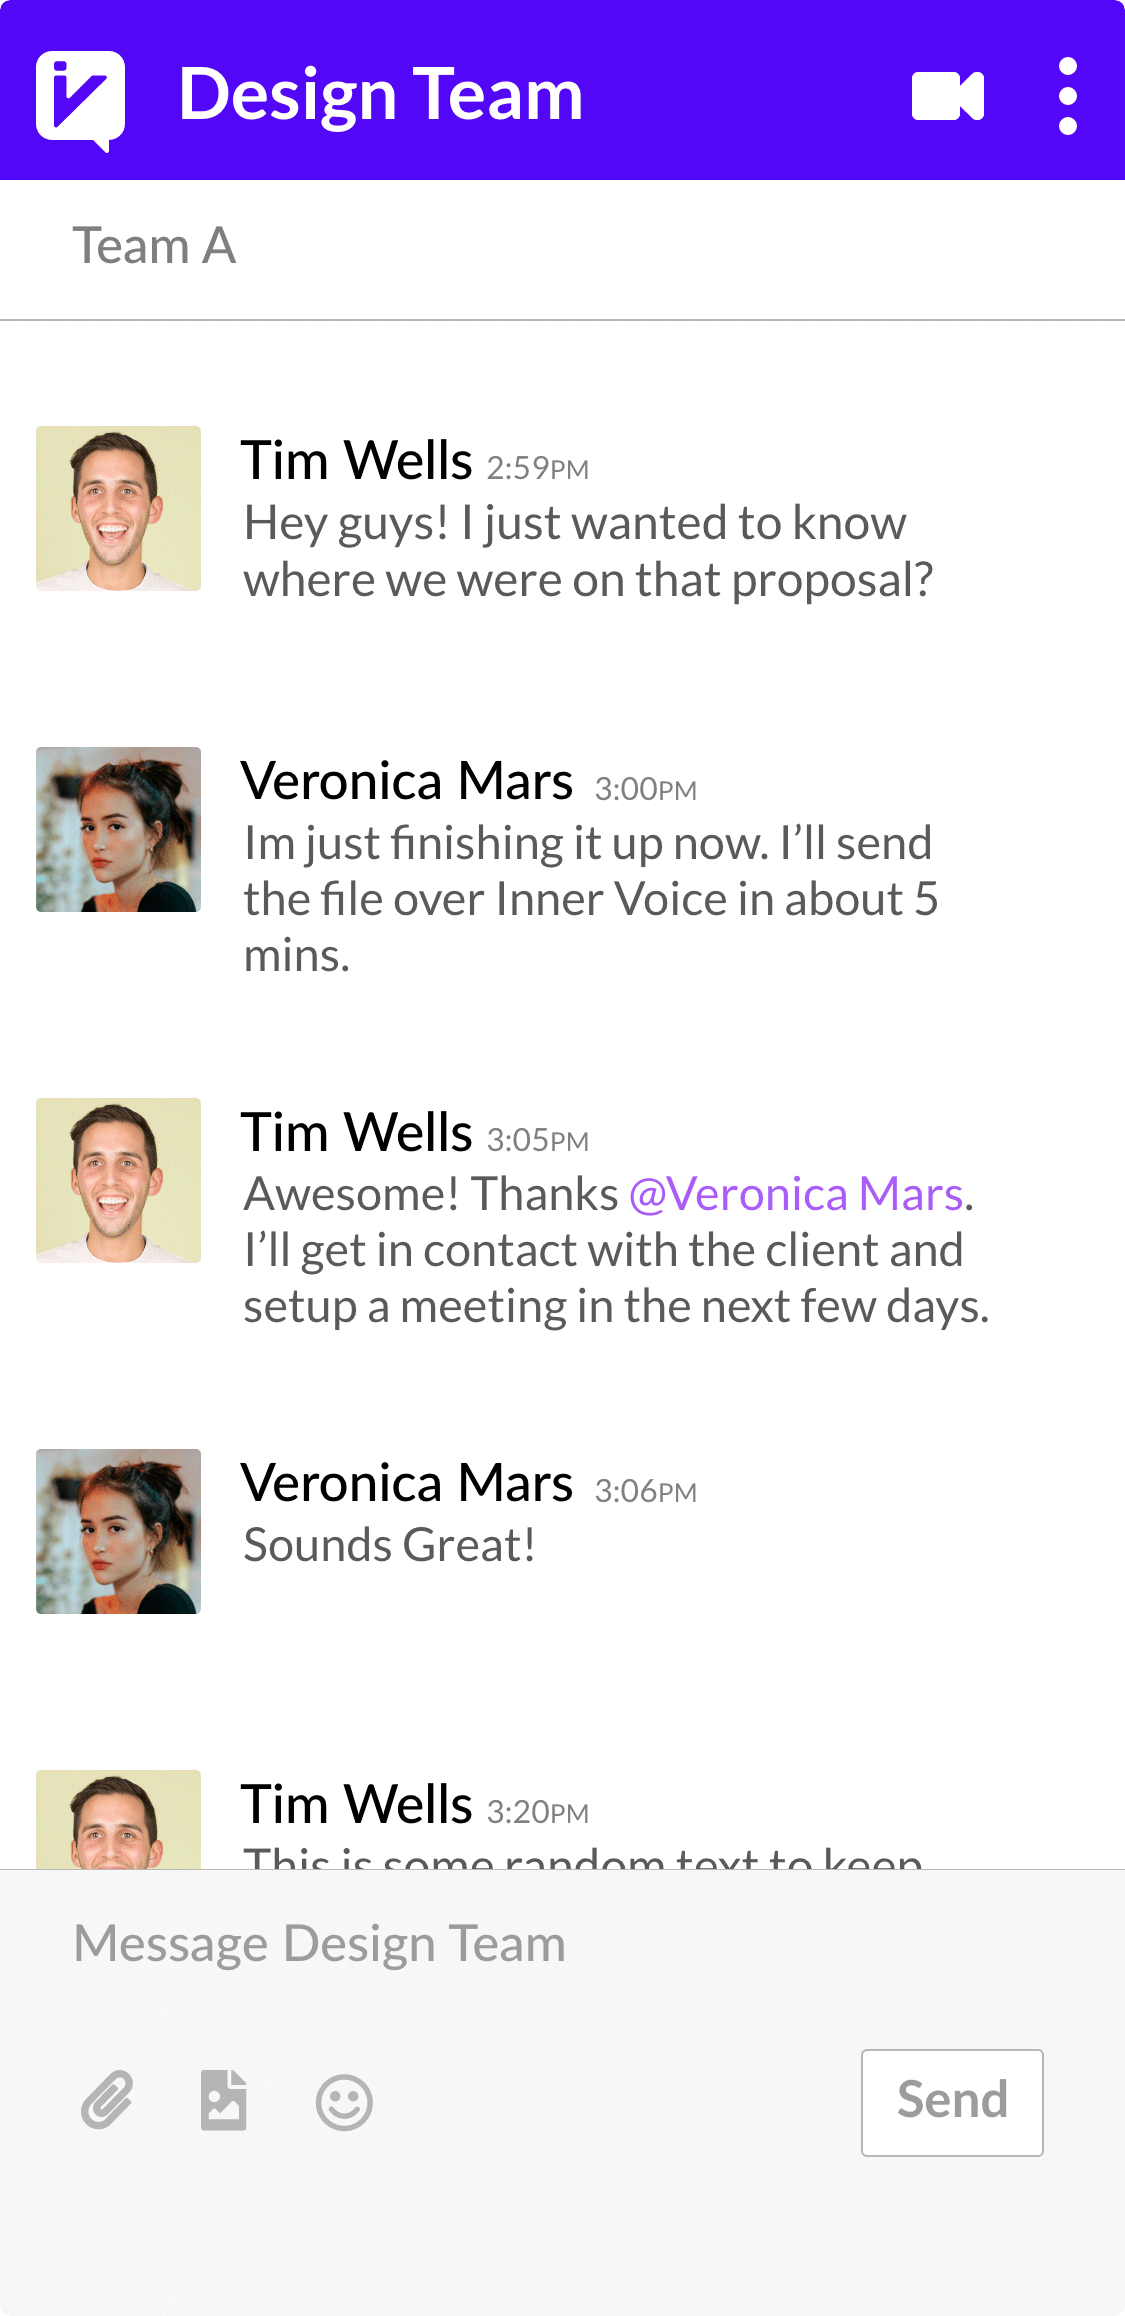 Design Team
Team A
Tim Wells 2:59PM
Hey guys! I just wanted to know
where we were on that proposal?
Veronica Mars 3:00PM
Im just finishing it up now. I’ll send
the file over Inner Voice in about 5
mins.
Tim Wells 3:05PM
Awesome! Thanks @Veronica Mars.
I’ll get in contact with the client and
setup a meeting in the next few days.
Veronica Mars 3:06PM
Sounds Great!
Tim Wells 3:20PM
This is some random text to keep
Message Design Team
Send